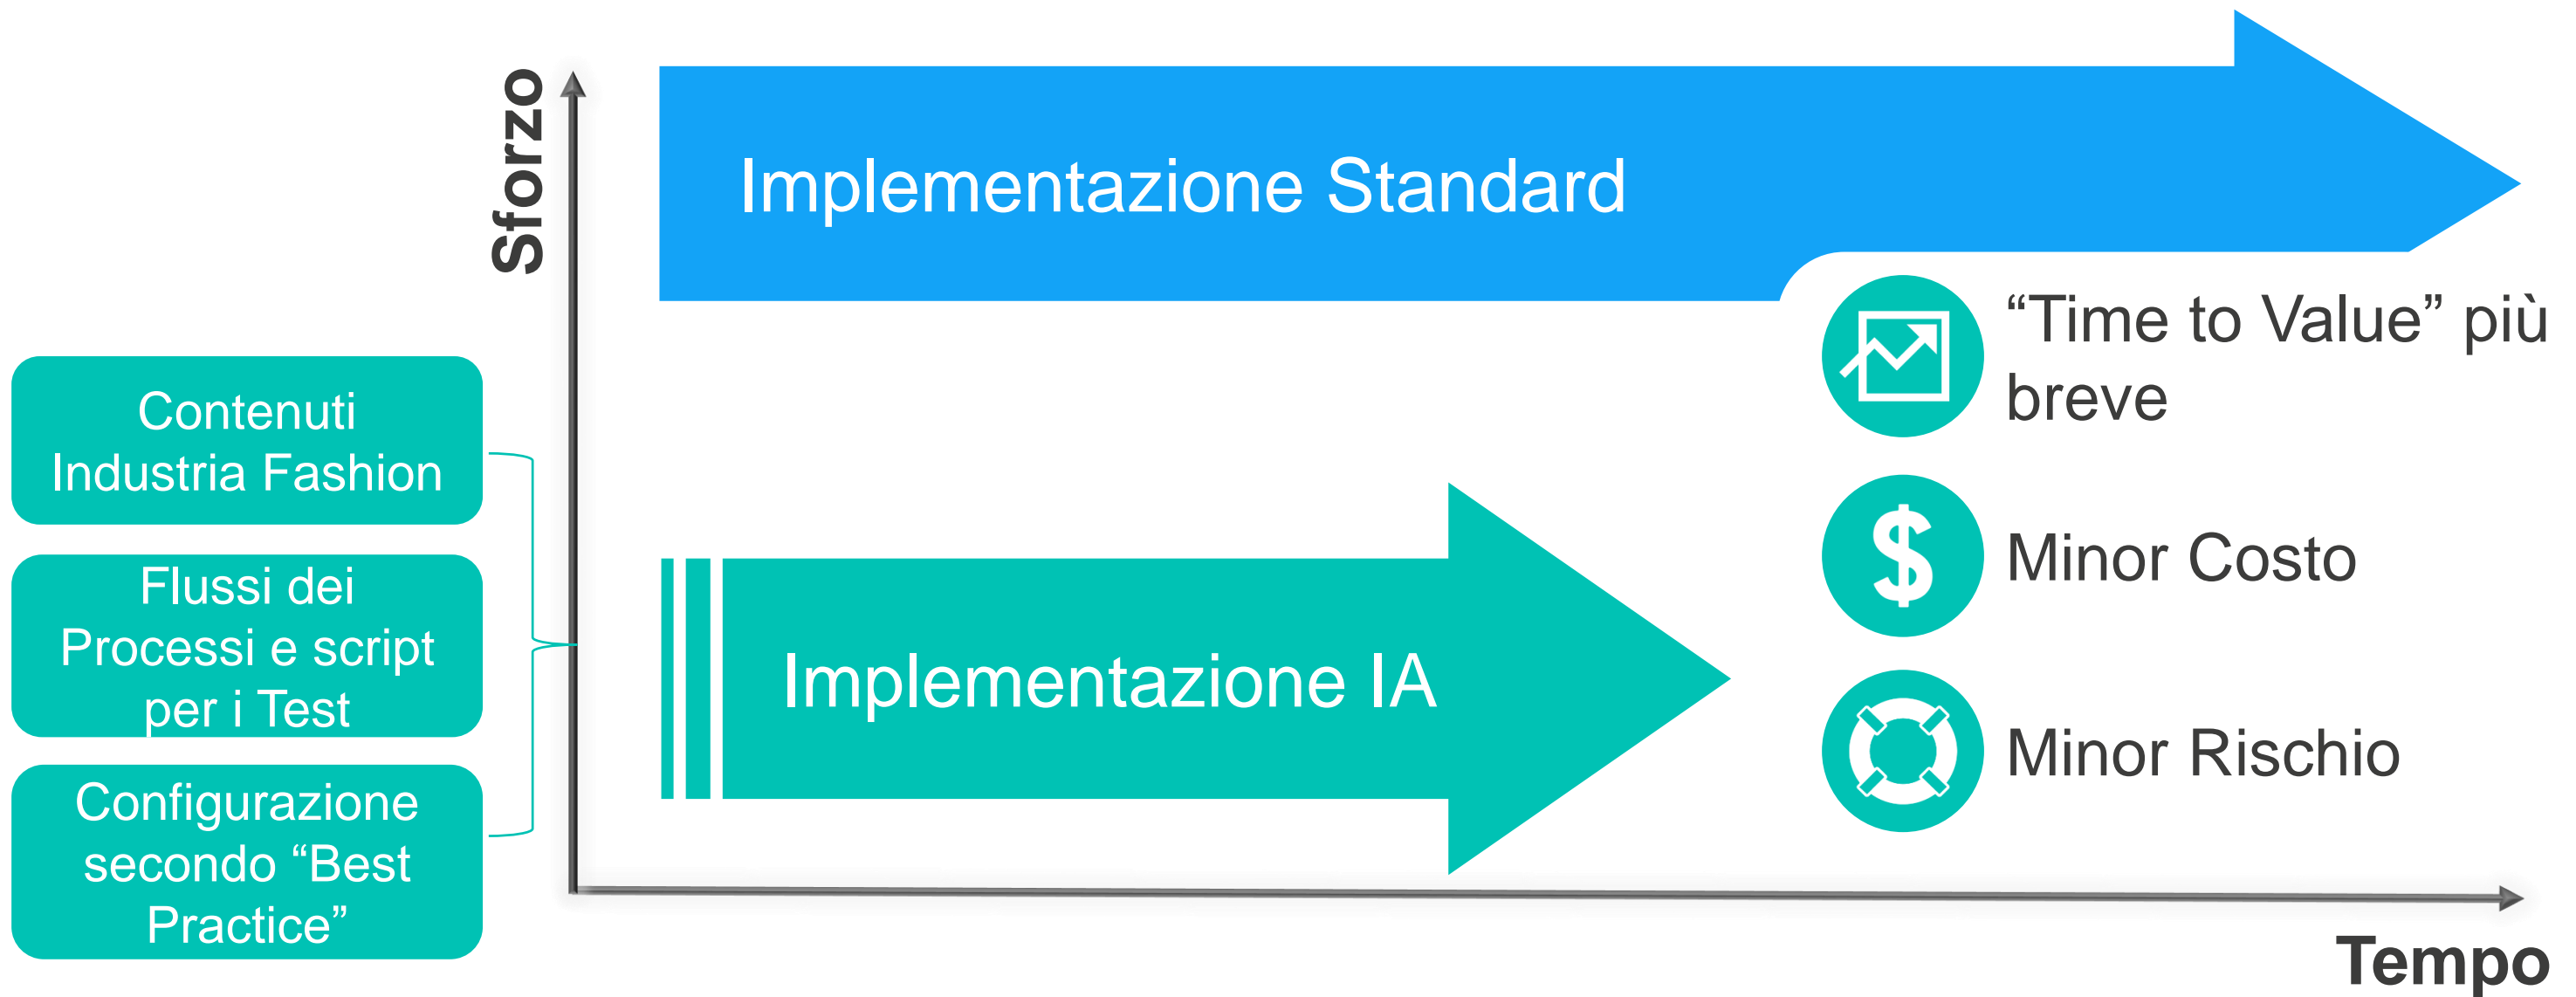 Sforzo
Implementazione Standard
Contenuti
Industria Fashion
Flussi dei
Processi e script
per i Test
Configurazione
secondo “Best
Practice”
Implementazione IA
“Time to Value” più
breve
Minor Costo
Minor Rischio
Tempo